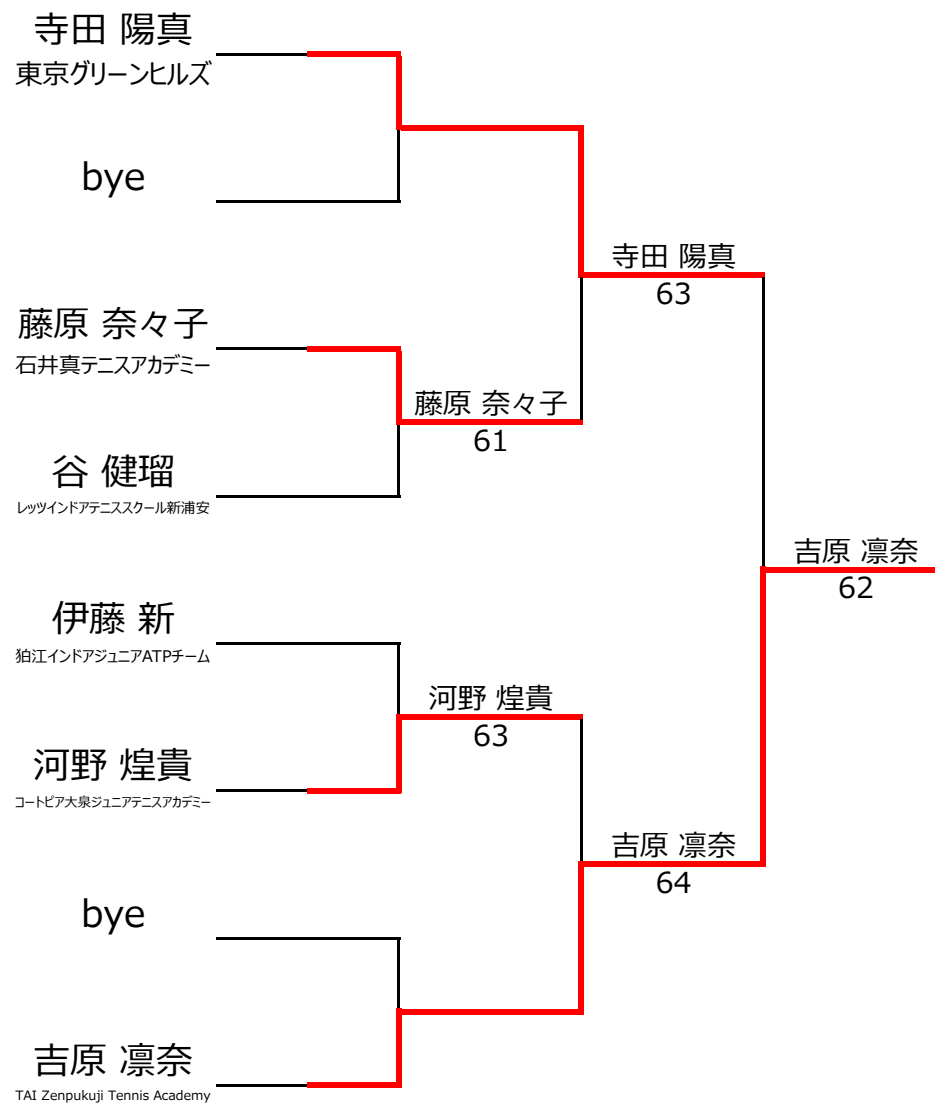 寺田 陽真
東京グリーンヒルズ
bye
藤原 奈々子
石井真テニスアカデミー
谷 健瑠
レッツインドアテニススクール新浦安
伊藤 新
狛江インドアジュニアATPチーム
河野 煌貴
コートピア大泉ジュニアテニスアカデミー
bye
吉原 凛奈
TAI Zenpukuji Tennis Academy
藤原 奈々子
61
河野 煌貴
63
寺田 陽真
63
吉原 凛奈
64
吉原 凛奈
62